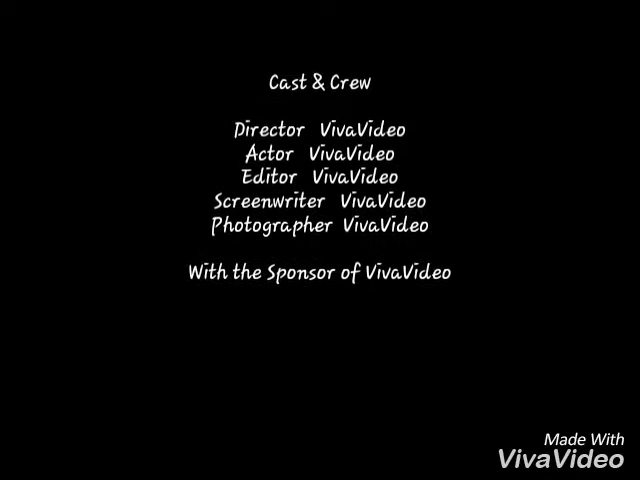 Cast & Crew
Director VivaVideo
Actor VivaVideo
Editor VivaVideo
Screenwriter VivaVideo
Photographer VivaVideo
With the Sponsor of VivaVideo
Made With
VivaVideo